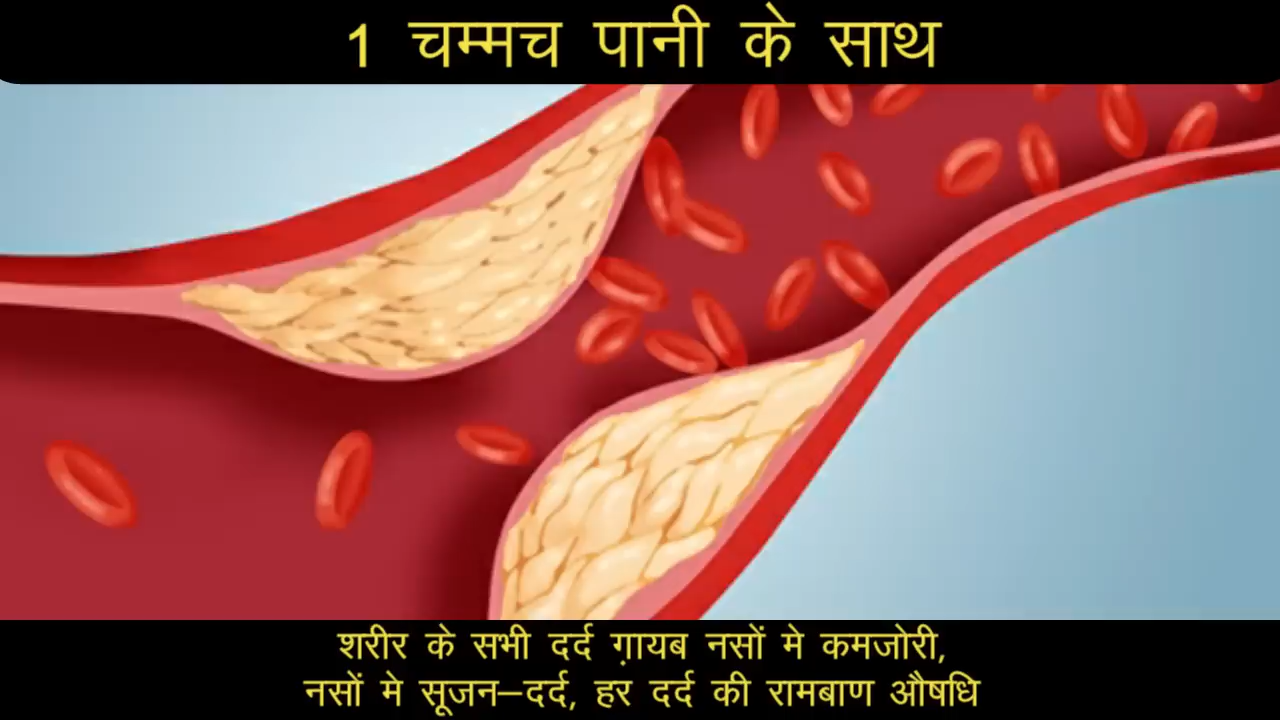 1 चम्मच पानी के साथ
शरीर के सभी दर्द ग़ायब नसों मे कमजोरी,
नसों मे सूजन–दर्द, हर दर्द की रामबाण औषधि